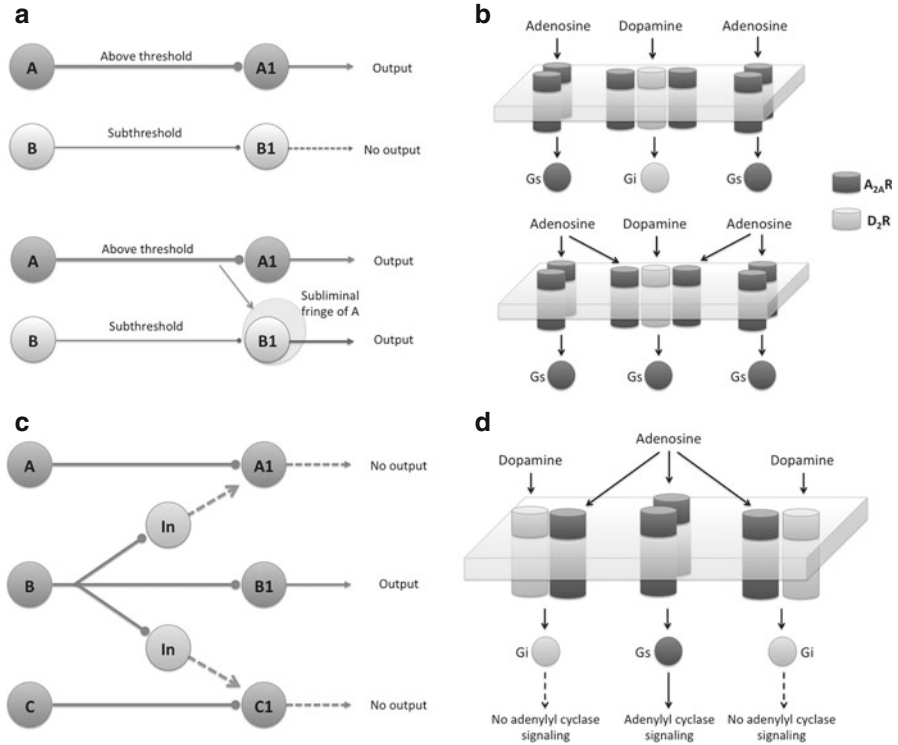 a
A
Above threshold
A1
Output
B
Subthreshold
B1
No output
A
Above threshold
A1
Output
Subliminal
fringe of A
B
Subthreshold
B1
Output
b
Adenosine
Dopamine
Adenosine
Gs
Gi
Gs
A2AR
D2R
Adenosine
Dopamine
Adenosine
Gs
Gs
Gs
c
A
A1
No output
In
B
B1
Output
In
C
C1
No output
d
Adenosine
Dopamine
Dopamine
Gi
Gs
Gi
No adenylyl cyclase
signaling
Adenylyl cyclase
signaling
No adenylyl cyclase
signaling